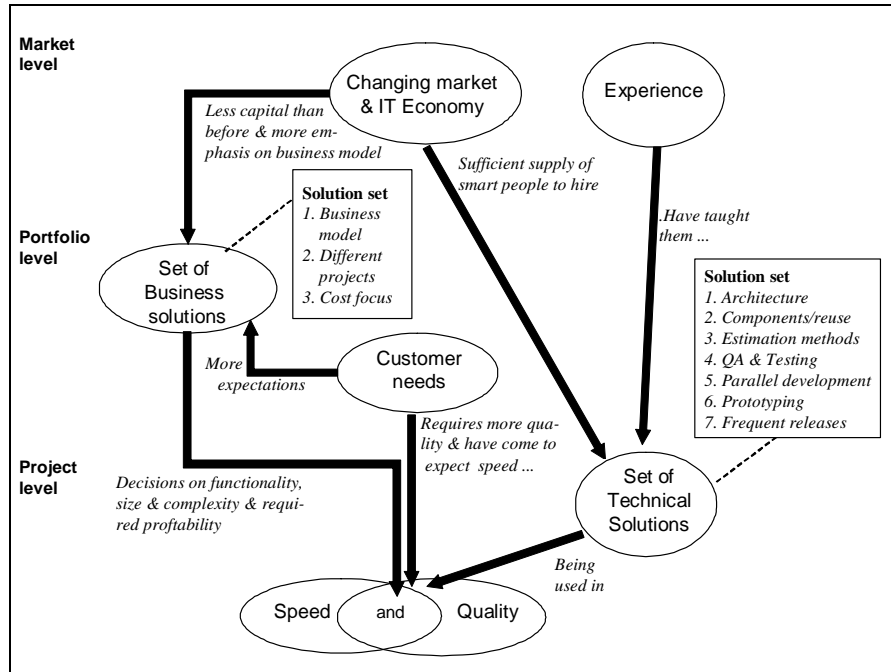 Market
level
Changing market
& IT Economy
Experience
Less capital than
before & more em-
phasis on business model
Sufficient supply of
smart people to hire
.Have taught
them ...
Portfolio
level
Solution set
1. Business
model
2. Different
projects
3. Cost focus
Set of
Business
solutions
Solution set
1. Architecture
2. Components/reuse
3. Estimation methods
4. QA & Testing
5. Parallel development
6. Prototyping
7. Frequent releases
More
expectations
Customer
needs
Requires more qua-
lity & have come to
expect speed ...
Project
level
Decisions on functionality,
size & complexity & requi-
red proftability
Set of
Technical
Solutions
Being
used in
Speed and Quality